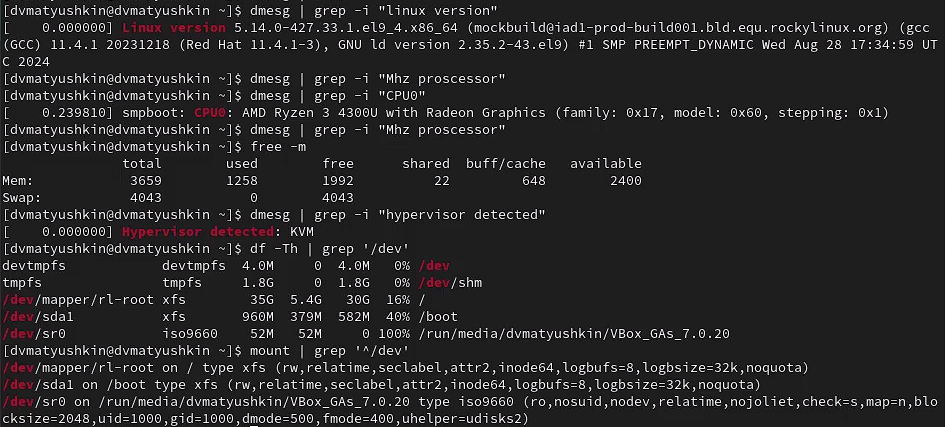 [dvmatyushkin@dvmatyushkin ~]$ dmesg | grep -i "linux version"
[    0.000000] Linux version 5.14.0-427.33.1.el9_4.x86_64 (mockbuild@iad1-prod-build001.bld.equ.rockylinux.org) (gcc
(GCC) 11.4.1 20231218 (Red Hat 11.4.1-3), GNU ld version 2.35.2-43.el9) #1 SMP PREEMPT_DYNAMIC Wed Aug 28 17:34:59 UT
C 2024
[dvmatyushkin@dvmatyushkin ~]$ dmesg | grep -i "Mhz proscessor"
[dvmatyushkin@dvmatyushkin ~]$ dmesg | grep -i "CPU0"
[    0.239810] smpboot: CPU0: AMD Ryzen 3 4300U with Radeon Graphics (family: 0x17, model: 0x60, stepping: 0x1)
[dvmatyushkin@dvmatyushkin ~]$ dmesg | grep -i "Mhz proscessor"
[dvmatyushkin@dvmatyushkin ~]$ free -m
               total        used        free      shared  buff/cache   available
Mem:            3659        1258        1992          22         648        2400
Swap:           4043           0        4043
[dvmatyushkin@dvmatyushkin ~]$ dmesg | grep -i "hypervisor detected"
[    0.000000] Hypervisor detected: KVM
[dvmatyushkin@dvmatyushkin ~]$ df -Th | grep '/dev'
devtmpfs            devtmpfs  4.0M     0  4.0M   0% /dev
tmpfs               tmpfs     1.8G     0  1.8G   0% /dev/shm
/dev/mapper/rl-root xfs        35G  5.4G   30G  16% /
/dev/sda1           xfs       960M  379M  582M  40% /boot
/dev/sr0            iso9660    52M   52M     0 100% /run/media/dvmatyushkin/VBox_GAs_7.0.20
[dvmatyushkin@dvmatyushkin ~]$ mount | grep '^/dev'
/dev/mapper/rl-root on / type xfs (rw,relatime,seclabel,attr2,inode64,logbufs=8,logbsize=32k,noquota)
/dev/sda1 on /boot type xfs (rw,relatime,seclabel,attr2,inode64,logbufs=8,logbsize=32k,noquota)
/dev/sr0 on /run/media/dvmatyushkin/VBox_GAs_7.0.20 type iso9660 (ro,nosuid,nodev,relatime,nojoliet,check=s,map=n,blo
cksize=2048,uid=1000,gid=1000,dmode=500,fmode=400,uhelper=udisks2)